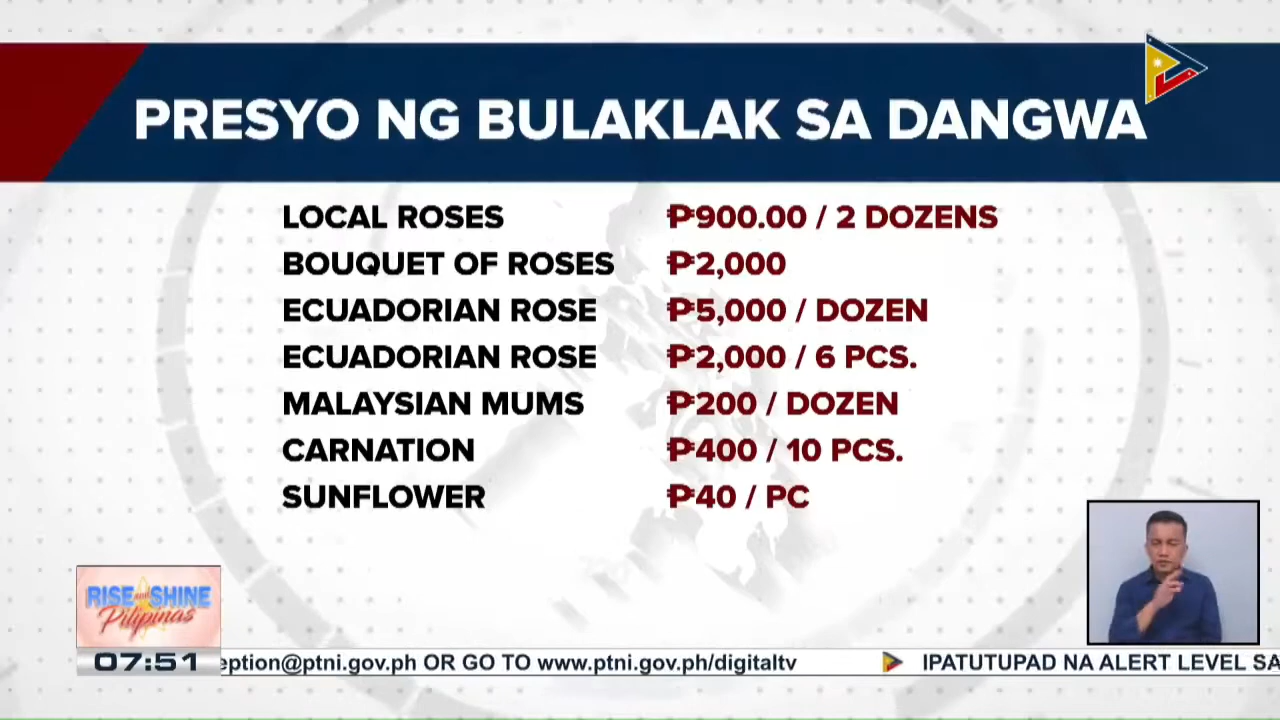 PRESYO NG BULAKLAK SA DANGWA
LOCAL ROSES ₱900.00 / 2 DOZENS
BOUQUET OF ROSES ₱2,000
ECUADORIAN ROSE ₱5,000 / DOZEN
ECUADORIAN ROSE ₱2,000 / 6 PCS.
MALAYSIAN MUMS ₱200 / DOZEN
CARNATION ₱400 / 10 PCS.
SUNFLOWER ₱40 / PC
RISE and SHINE
Pilipinas
07:51 eption@ptni.gov.ph OR GO TO www.ptni.gov.ph/digitaltv IPATUTUPAD NA ALERT LEVEL SA